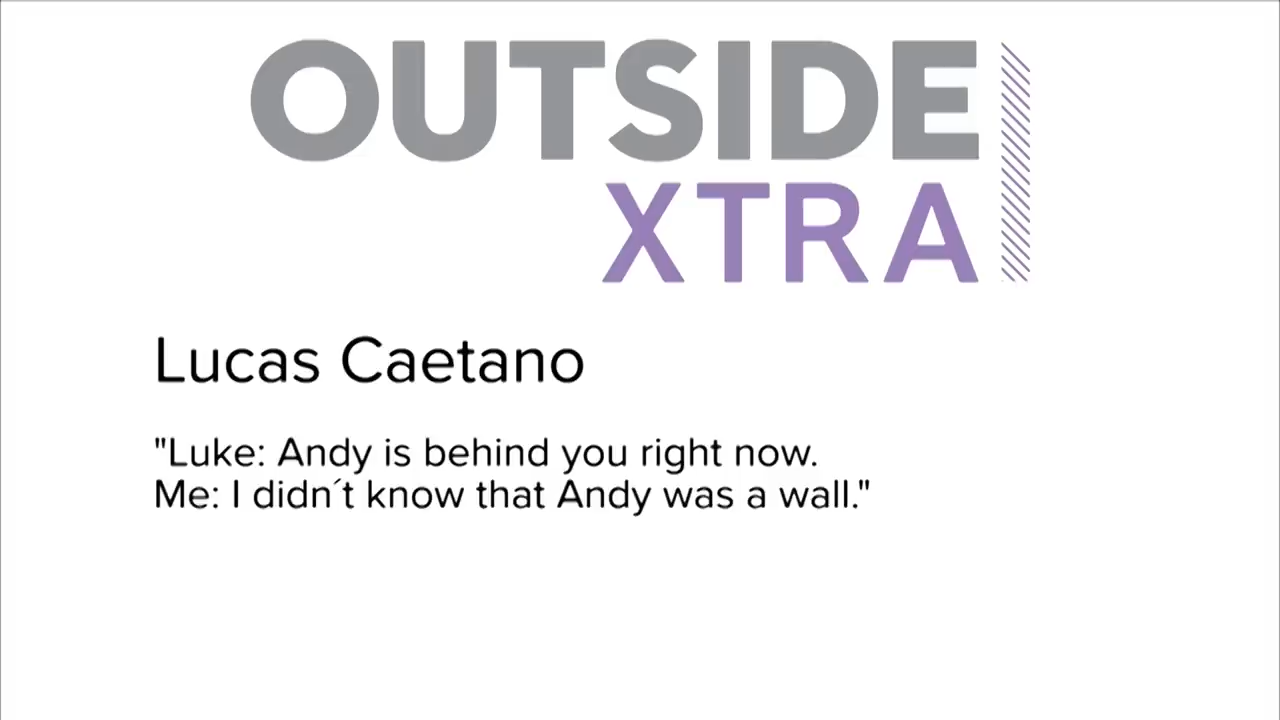 OUTSIDE
XTRA
Lucas Caetano
"Luke: Andy is behind you right now.
Me: I didn´t know that Andy was a wall."